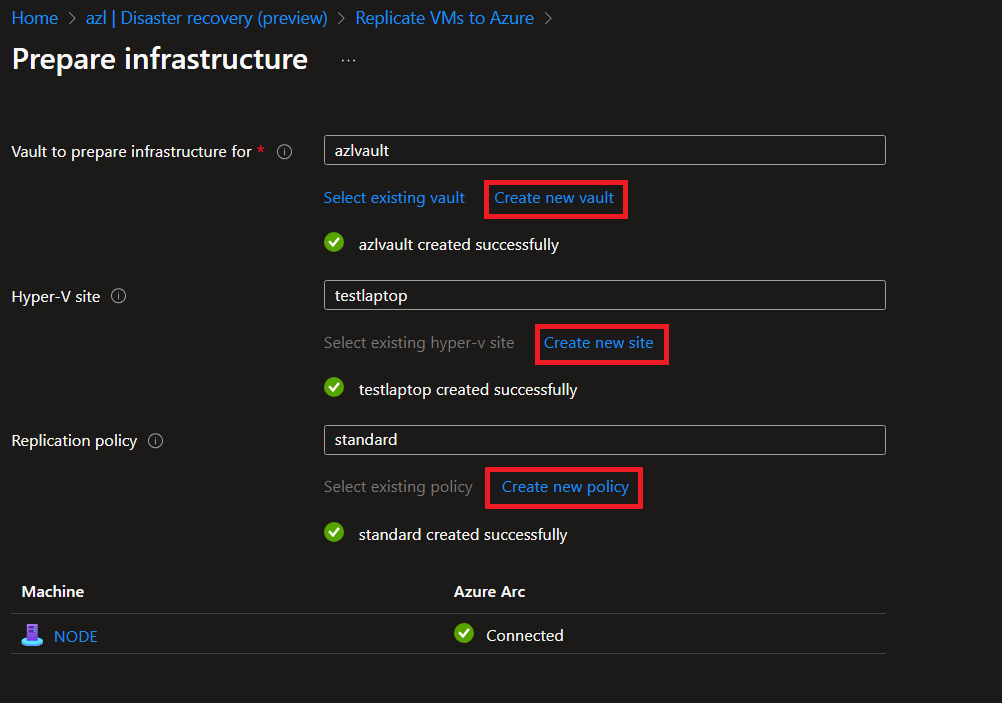 Home > azl | Disaster recovery (preview) > Replicate VMs to Azure >
Prepare infrastructure ...
Vault to prepare infrastructure for * azlvault
Select existing vault Create new vault
azlvault created successfully
Hyper-V site testlaptop
Select existing hyper-v site Create new site
testlaptop created successfully
Replication policy standard
Select existing policy Create new policy
standard created successfully
Machine Azure Arc
NODE Connected